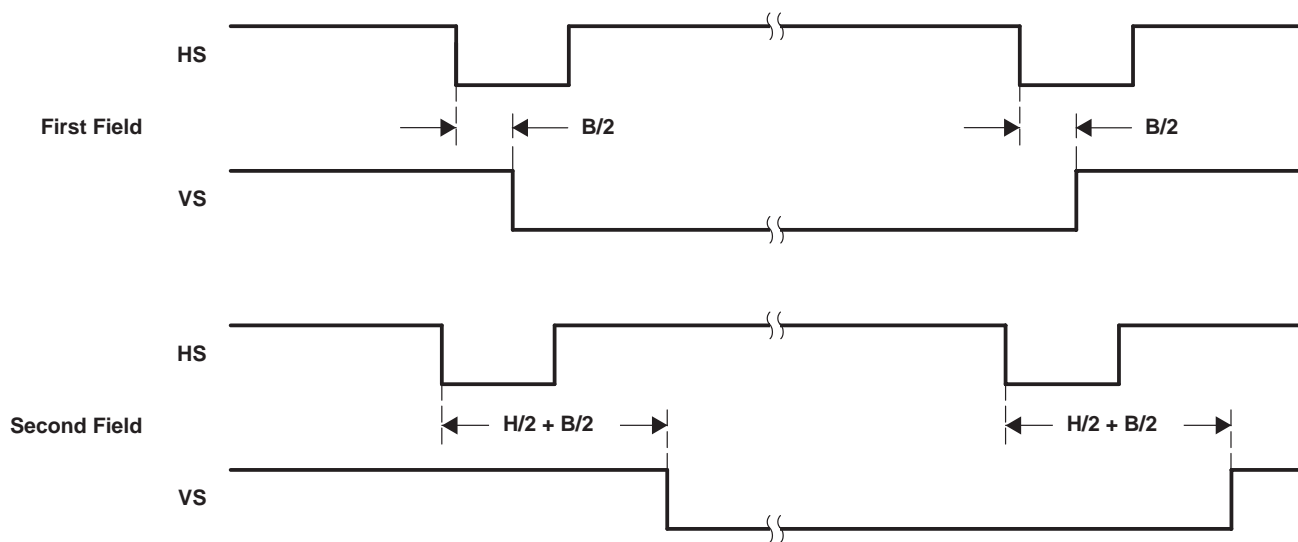 HS
First Field
B/2
B/2
VS
HS
Second Field
H/2 + B/2
H/2 + B/2
VS